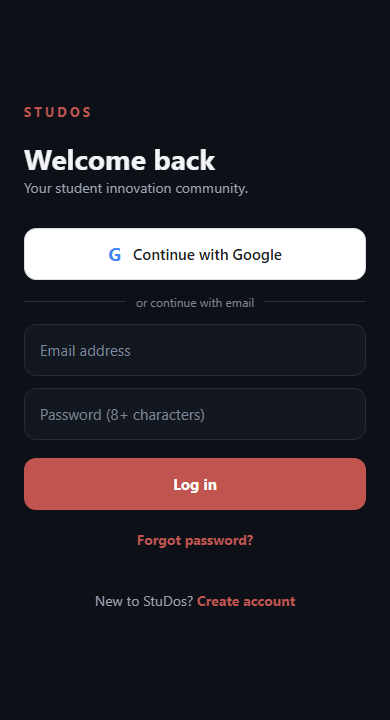 STUDOS
Welcome back
Your student innovation community.
G Continue with Google
or continue with email
Email address
Password (8+ characters)
Log in
Forgot password?
New to StuDos? Create account